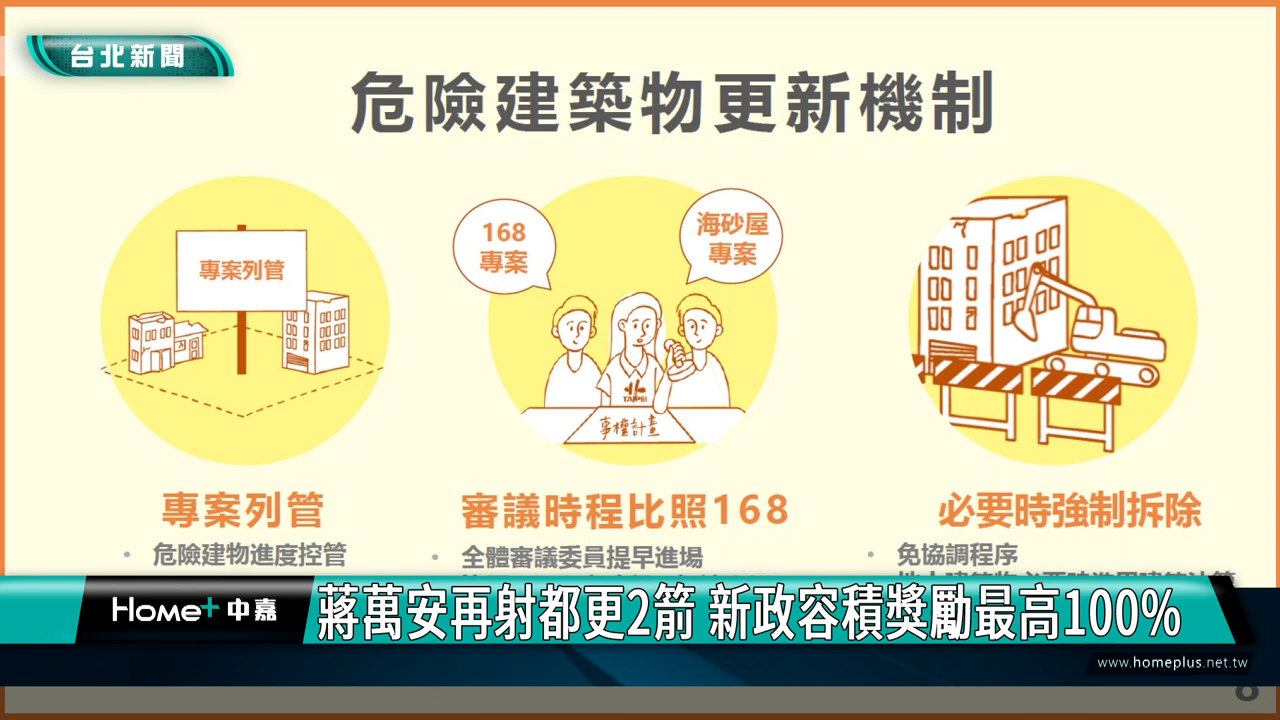 台北新聞
危險建築物更新機制
專案列管
168
專案
海砂屋
專案
TAIPEI
事權計畫
專案列管
審議時程比照168
必要時強制拆除
• 危險建物進度控管
• 全體審議委員提早進場
• 免協調程序
Home+ 中嘉
蔣萬安再射都更2箭 新政容積獎勵最高100%
www.homeplus.net.tw